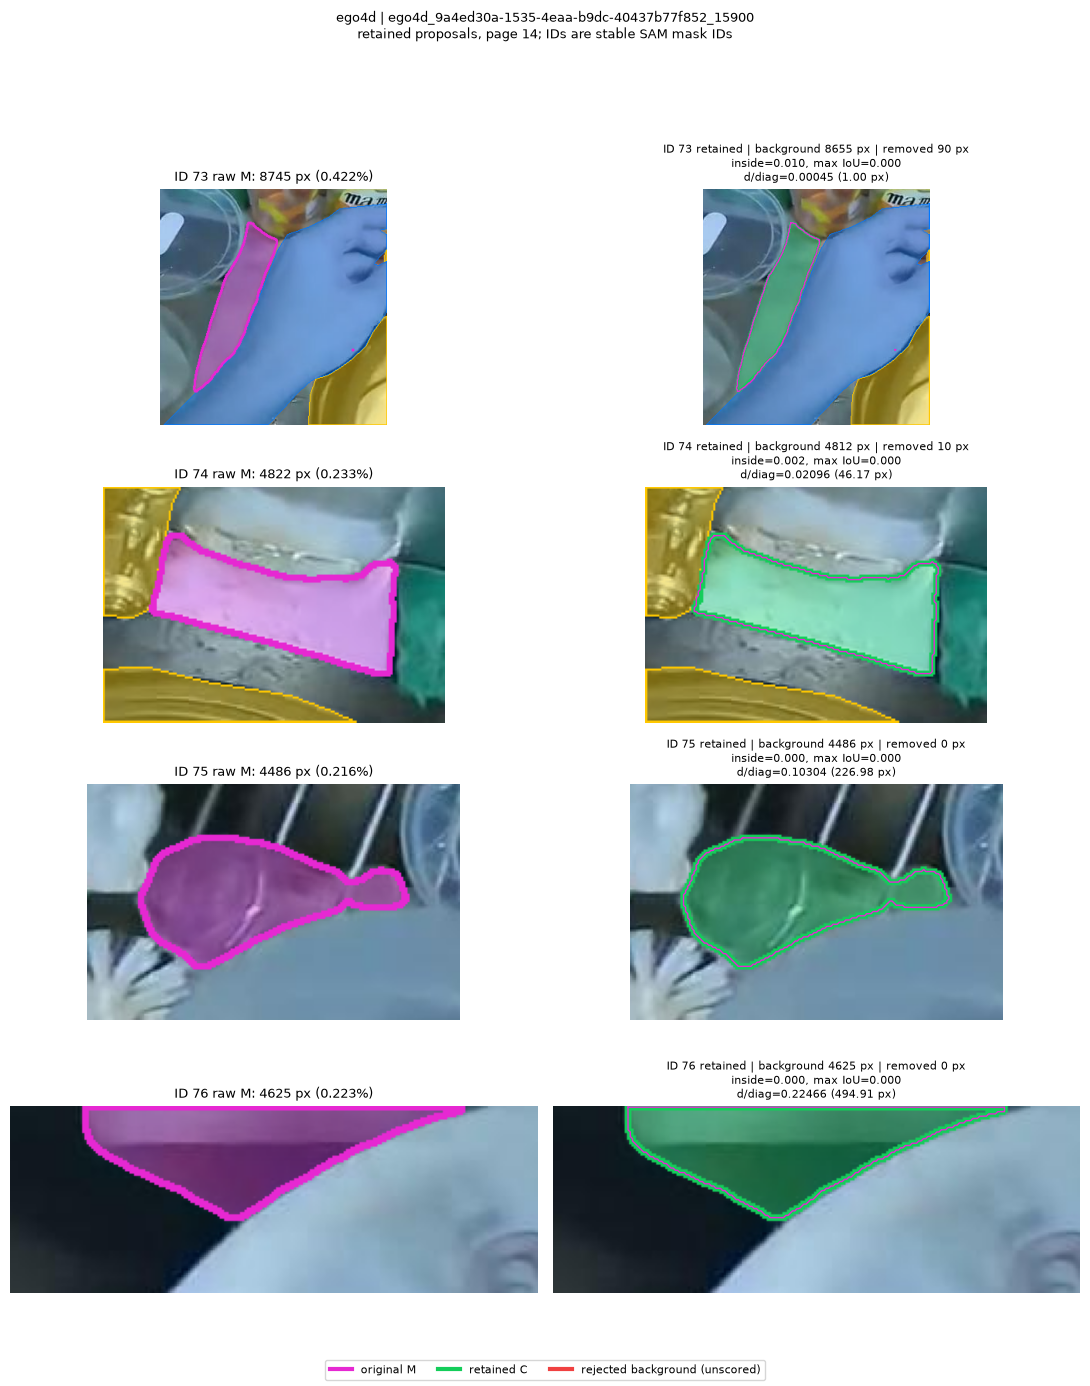 ego4d | ego4d_9a4ed30a-1535-4eaa-b9dc-40437b77f852_15900
retained proposals, page 14; IDs are stable SAM mask IDs
ID 73 raw M: 8745 px (0.422%)
ID 73 retained | background 8655 px | removed 90 px
inside=0.010, max IoU=0.000
d/diag=0.00045 (1.00 px)
ID 74 raw M: 4822 px (0.233%)
ID 74 retained | background 4812 px | removed 10 px
inside=0.002, max IoU=0.000
d/diag=0.02096 (46.17 px)
ID 75 raw M: 4486 px (0.216%)
ID 75 retained | background 4486 px | removed 0 px
inside=0.000, max IoU=0.000
d/diag=0.10304 (226.98 px)
ID 76 raw M: 4625 px (0.223%)
ID 76 retained | background 4625 px | removed 0 px
inside=0.000, max IoU=0.000
d/diag=0.22466 (494.91 px)
original M
retained C
rejected background (unscored)